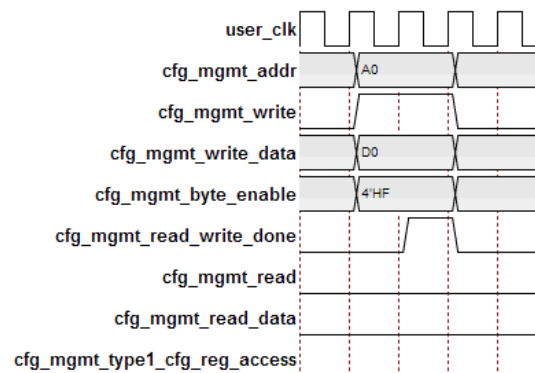 user_clk
cfg_mgmt_addr A0
cfg_mgmt_write
cfg_mgmt_write_data D0
cfg_mgmt_byte_enable 4'HF
cfg_mgmt_read_write_done
cfg_mgmt_read
cfg_mgmt_read_data
cfg_mgmt_type1_cfg_reg_access